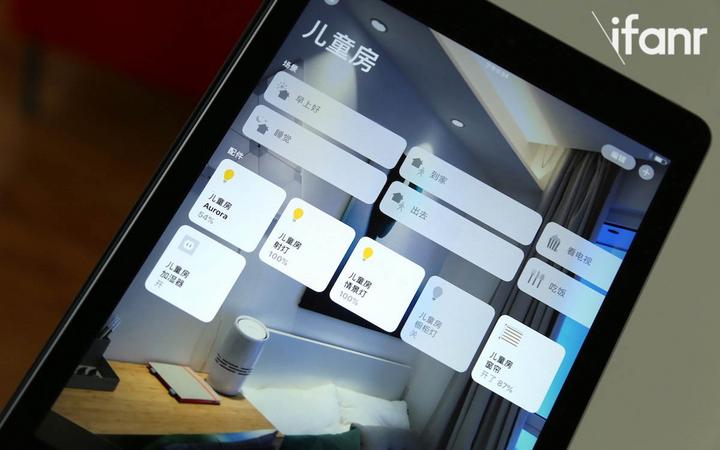 ifanr
儿童房
编辑
场景
早上好
到家
看电视
睡觉
出去
吃饭
配件
儿童房
Aurora
54%
儿童房
射灯
100%
儿童房
情景灯
100%
儿童房
橱柜灯
关
儿童房
窗帘
开了 87%
儿童房
加湿器
开